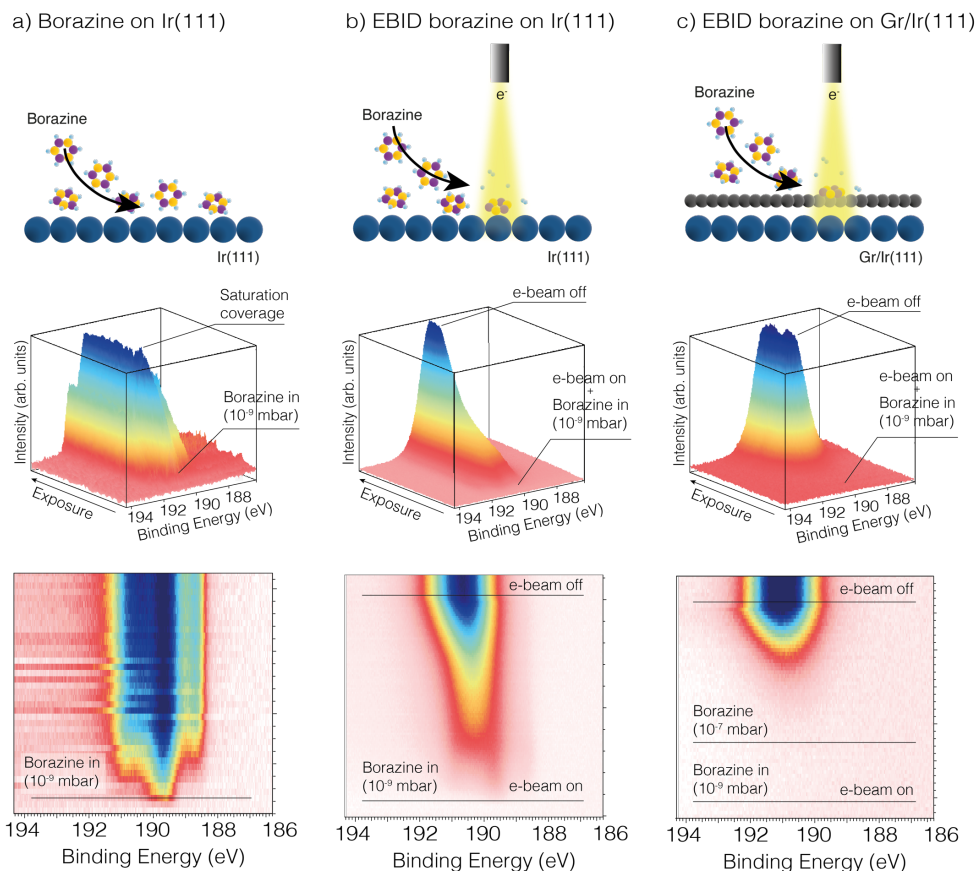 a) Borazine on Ir(111)
Borazine
Ir(111)
Saturation
coverage
Borazine in
(10⁻⁹ mbar)
Intensity (arb. units)
Exposure
194 192 190 188
Binding Energy (eV)
Borazine in
(10⁻⁹ mbar)
194 192 190 188 186
Binding Energy (eV)
b) EBID borazine on Ir(111)
e⁻
Borazine
Ir(111)
e-beam off
e-beam on
+
Borazine in
(10⁻⁹ mbar)
Intensity (arb. units)
Exposure
194 192 190 188
Binding Energy (eV)
e-beam off
Borazine in
(10⁻⁹ mbar)
e-beam on
194 192 190 188 186
Binding Energy (eV)
c) EBID borazine on Gr/Ir(111)
e⁻
Borazine
Gr/Ir(111)
e-beam off
e-beam on
+
Borazine in
(10⁻⁹ mbar)
Intensity (arb. units)
Exposure
194 192 190 188
Binding Energy (eV)
e-beam off
Borazine
(10⁻⁷ mbar)
Borazine in
(10⁻⁹ mbar)
e-beam on
194 192 190 188 186
Binding Energy (eV)